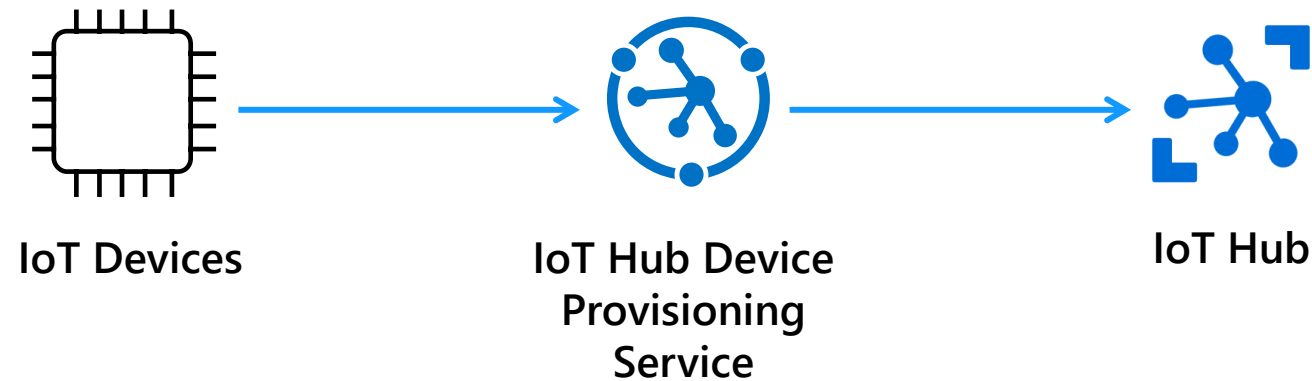 IoT Devices
IoT Hub Device
Provisioning
Service
IoT Hub